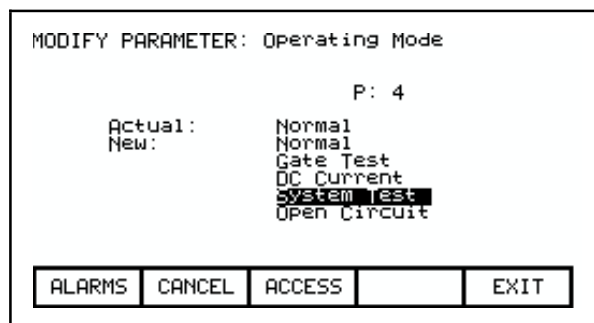 MODIFY PARAMETER: Operating Mode
P: 4
Actual: Normal
New: Normal
Gate Test
DC Current
System Test
Open Circuit
ALARMS CANCEL ACCESS EXIT